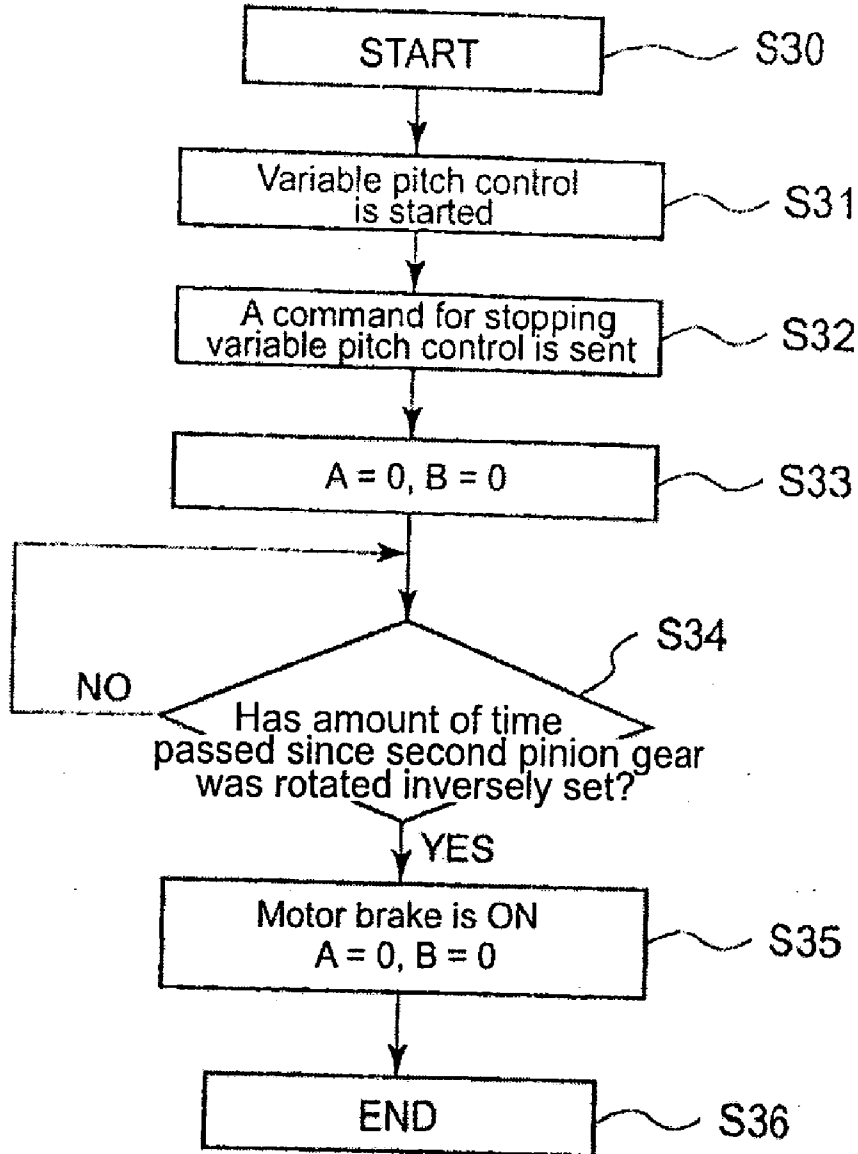 START
S30
Variable pitch control
is started
S31
A command for stopping
variable pitch control is sent
S32
A = 0, B = 0
S33
S34
NO
Has amount of time
passed since second pinion gear
was rotated inversely set?
YES
Motor brake is ON
A = 0, B = 0
S35
END
S36